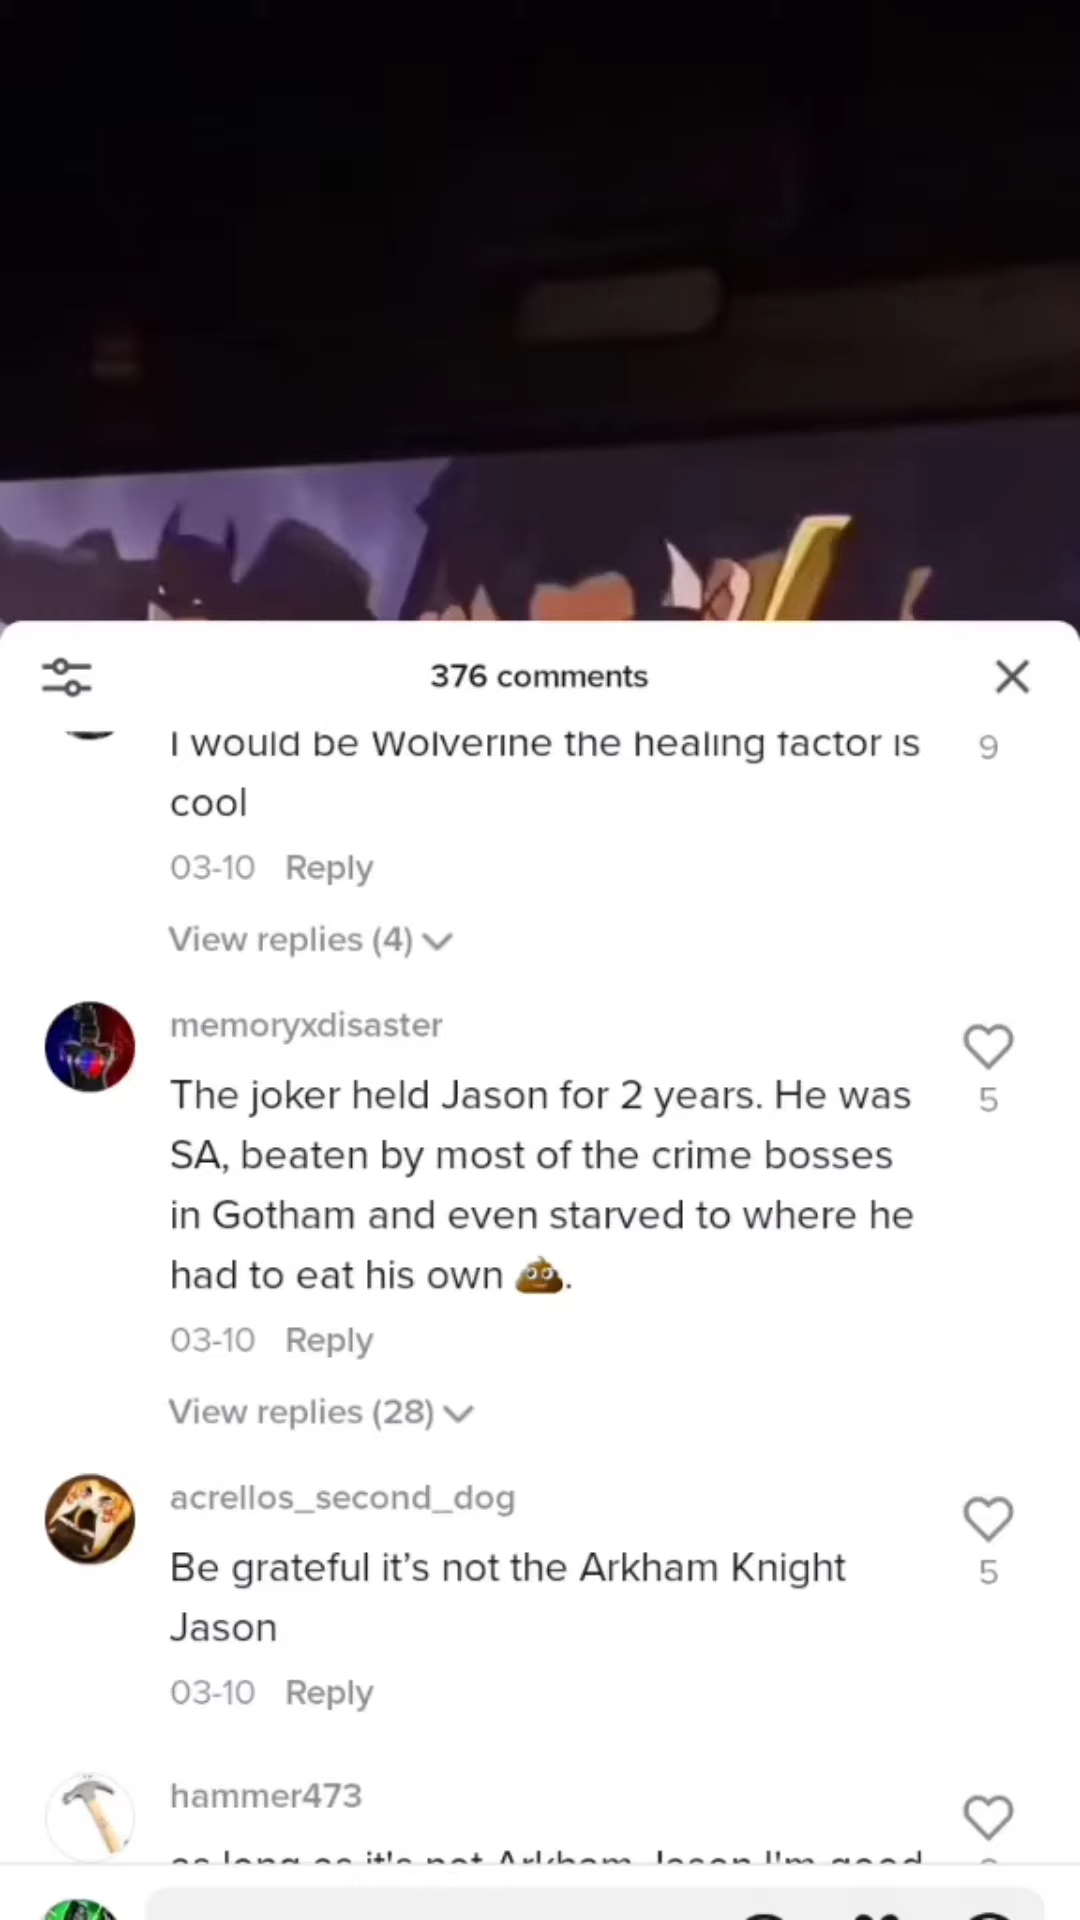 376 comments
I would be Wolverine the healing factor is
9
cool
03-10 Reply
View replies (4)
memoryxdisaster
The joker held Jason for 2 years. He was
5
SA, beaten by most of the crime bosses
in Gotham and even starved to where he
had to eat his own 💩.
03-10 Reply
View replies (28)
acrellos_second_dog
Be grateful it’s not the Arkham Knight
5
Jason
03-10 Reply
hammer473
as long as it's not Arkham Jason I'm good